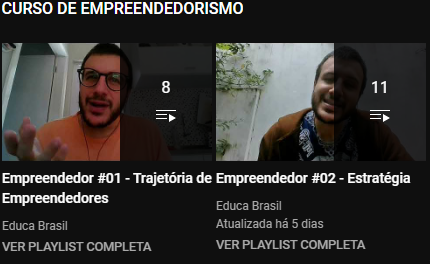 CURSO DE EMPREENDEDORISMO
8
11
Empreendedor #01 - Trajetória de
Empreendedores
Educa Brasil
VER PLAYLIST COMPLETA
Empreendedor #02 - Estratégia
Educa Brasil
Atualizada há 5 dias
VER PLAYLIST COMPLETA